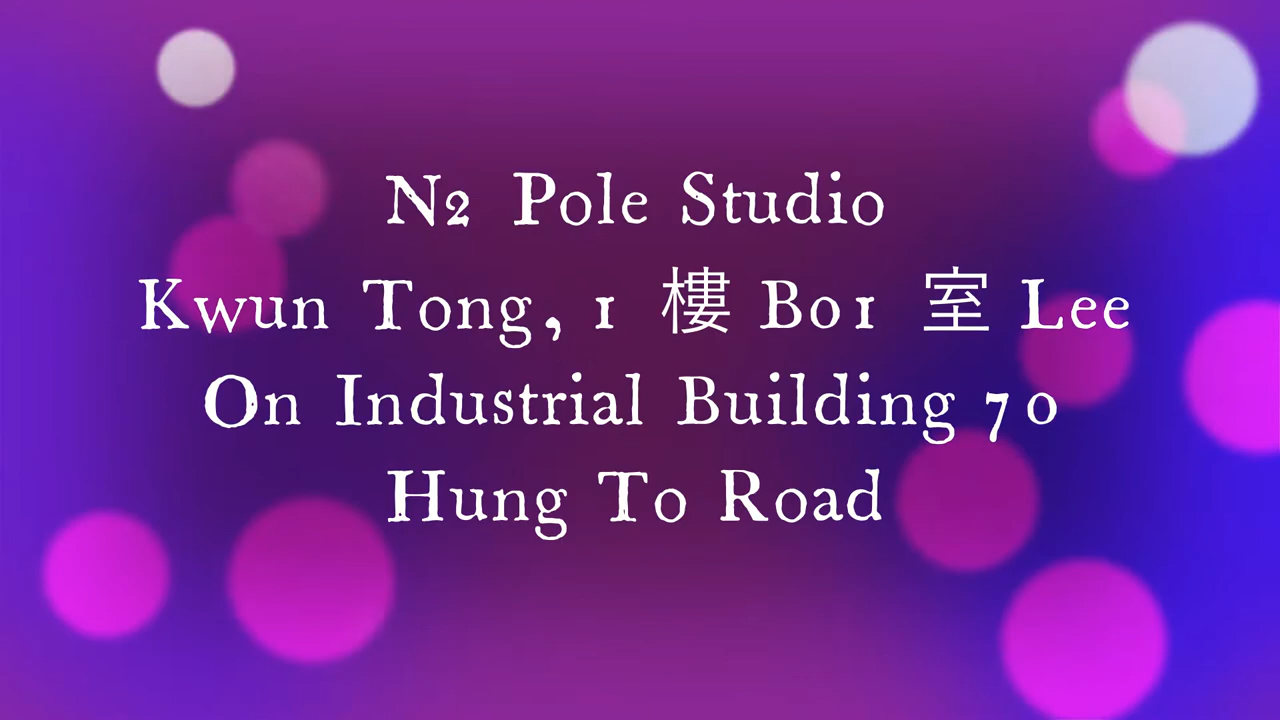 N2 Pole Studio
Kwun Tong, 1 樓 B01 室 Lee
On Industrial Building 70
Hung To Road